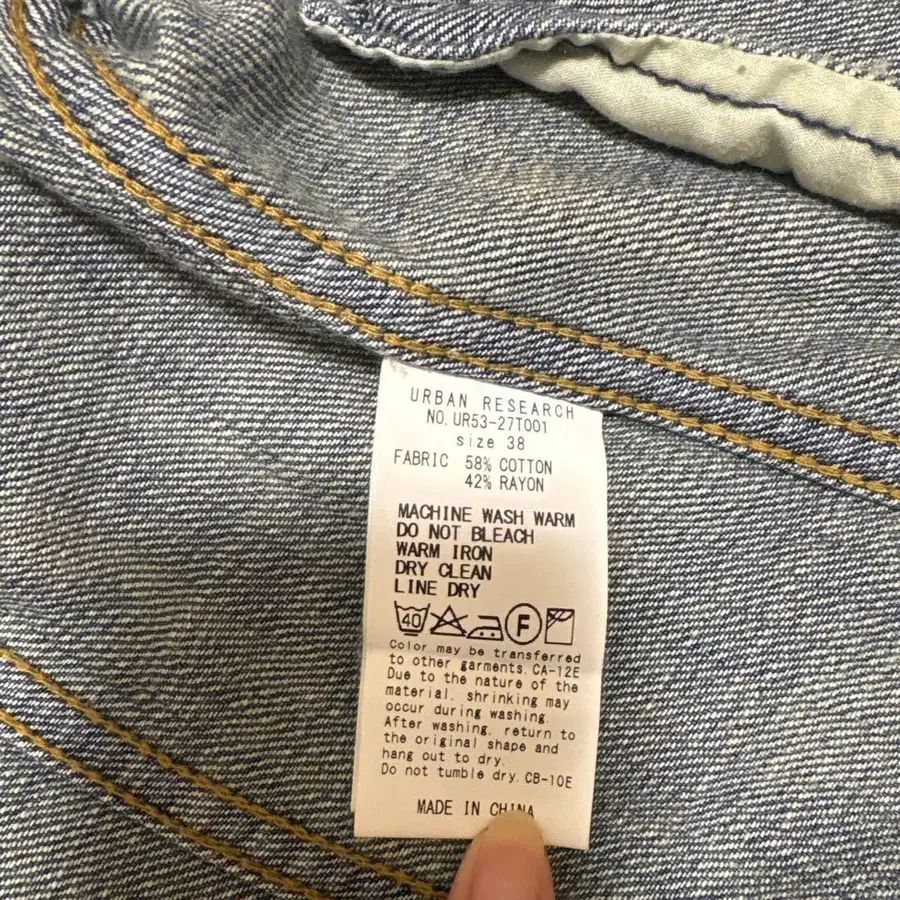 URBAN RESEARCH
NO. UR53-27T001
size 38
FABRIC 58% COTTON
42% RAYON
MACHINE WASH WARM
DO NOT BLEACH
WARM IRON
DRY CLEAN
LINE DRY
40 F
Color may be transferred
to other garments. CA-12E
Due to the nature of the
material, shrinking may
occur during washing.
After washing, return to
the original shape and
hang out to dry.
Do not tumble dry. CB-10E
MADE IN CHINA